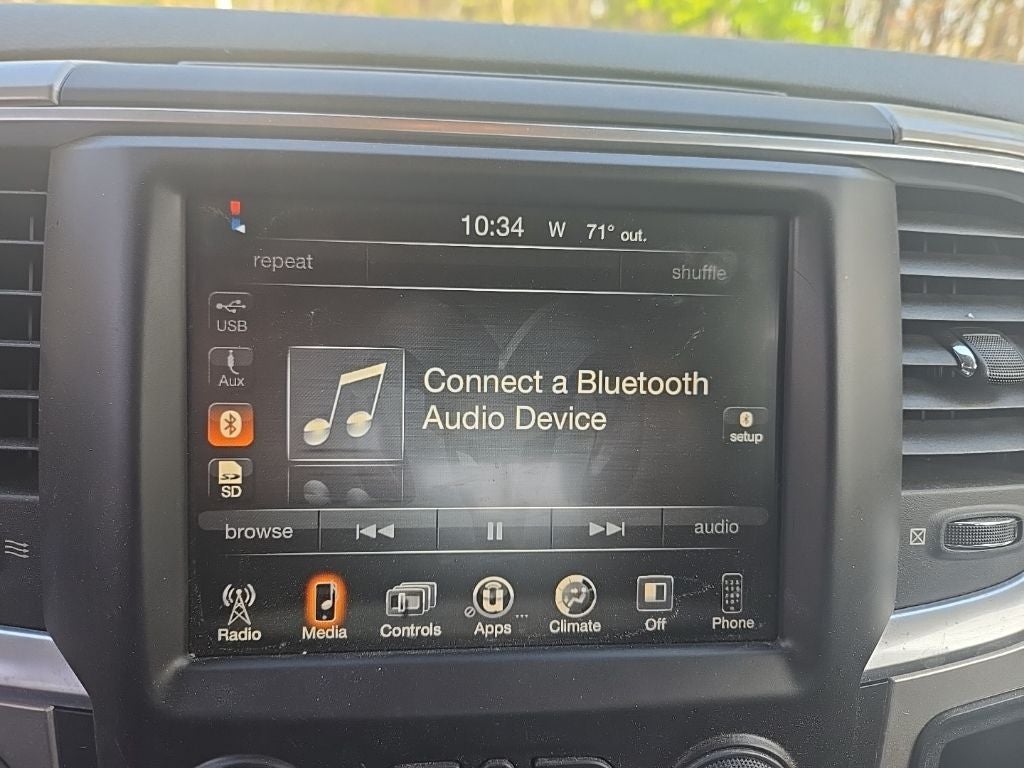 10:34 W 71° out.
repeat shuffle
USB
Aux
Connect a Bluetooth
Audio Device
setup
SD
browse audio
Radio Media Controls Apps Climate Off Phone